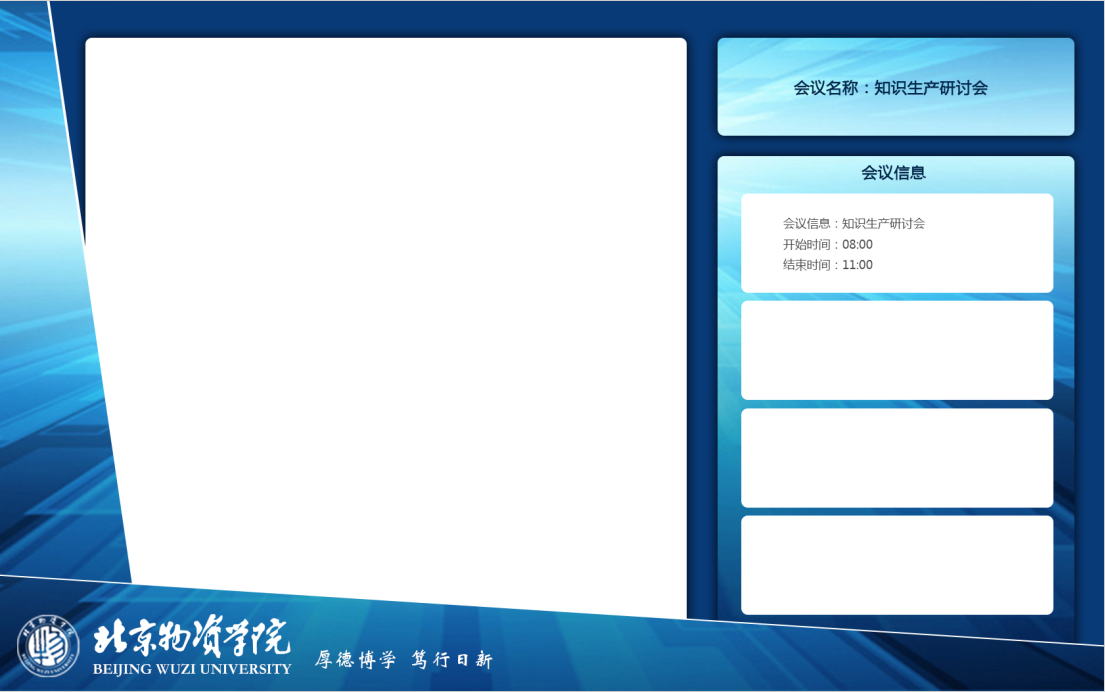 会议名称：知识生产研讨会
会议信息
会议信息：知识生产研讨会
开始时间：08:00
结束时间：11:00
北京物资学院
BEIJING WUZI UNIVERSITY
厚德博学 笃行日新